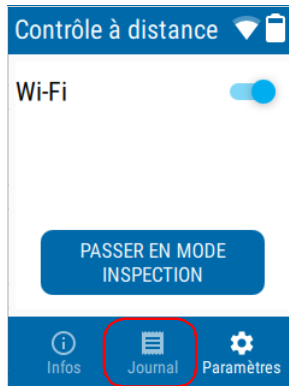 Contrôle à distance
Wi-Fi
PASSER EN MODE
INSPECTION
Infos Journal Paramètres